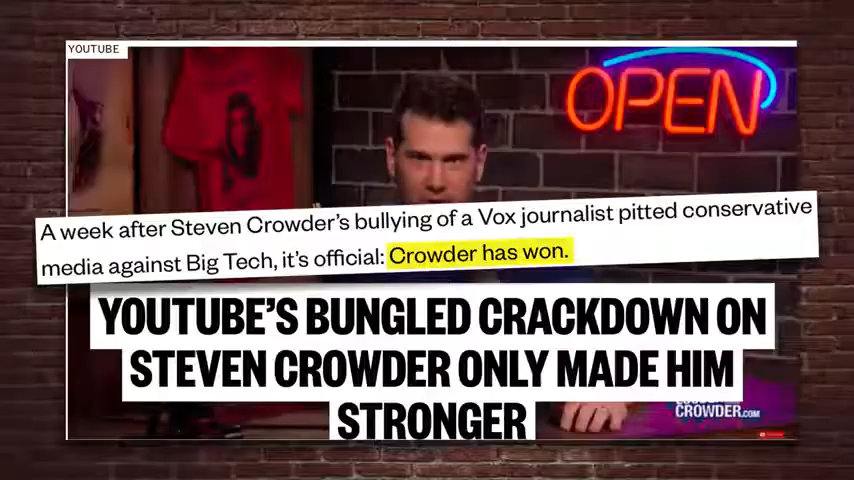 YOUTUBE
OPEN
A week after Steven Crowder's bullying of a Vox journalist pitted conservative
media against Big Tech, it's official: Crowder has won.
YOUTUBE'S BUNGLED CRACKDOWN ON
STEVEN CROWDER ONLY MADE HIM
STRONGER
CROWDER.COM